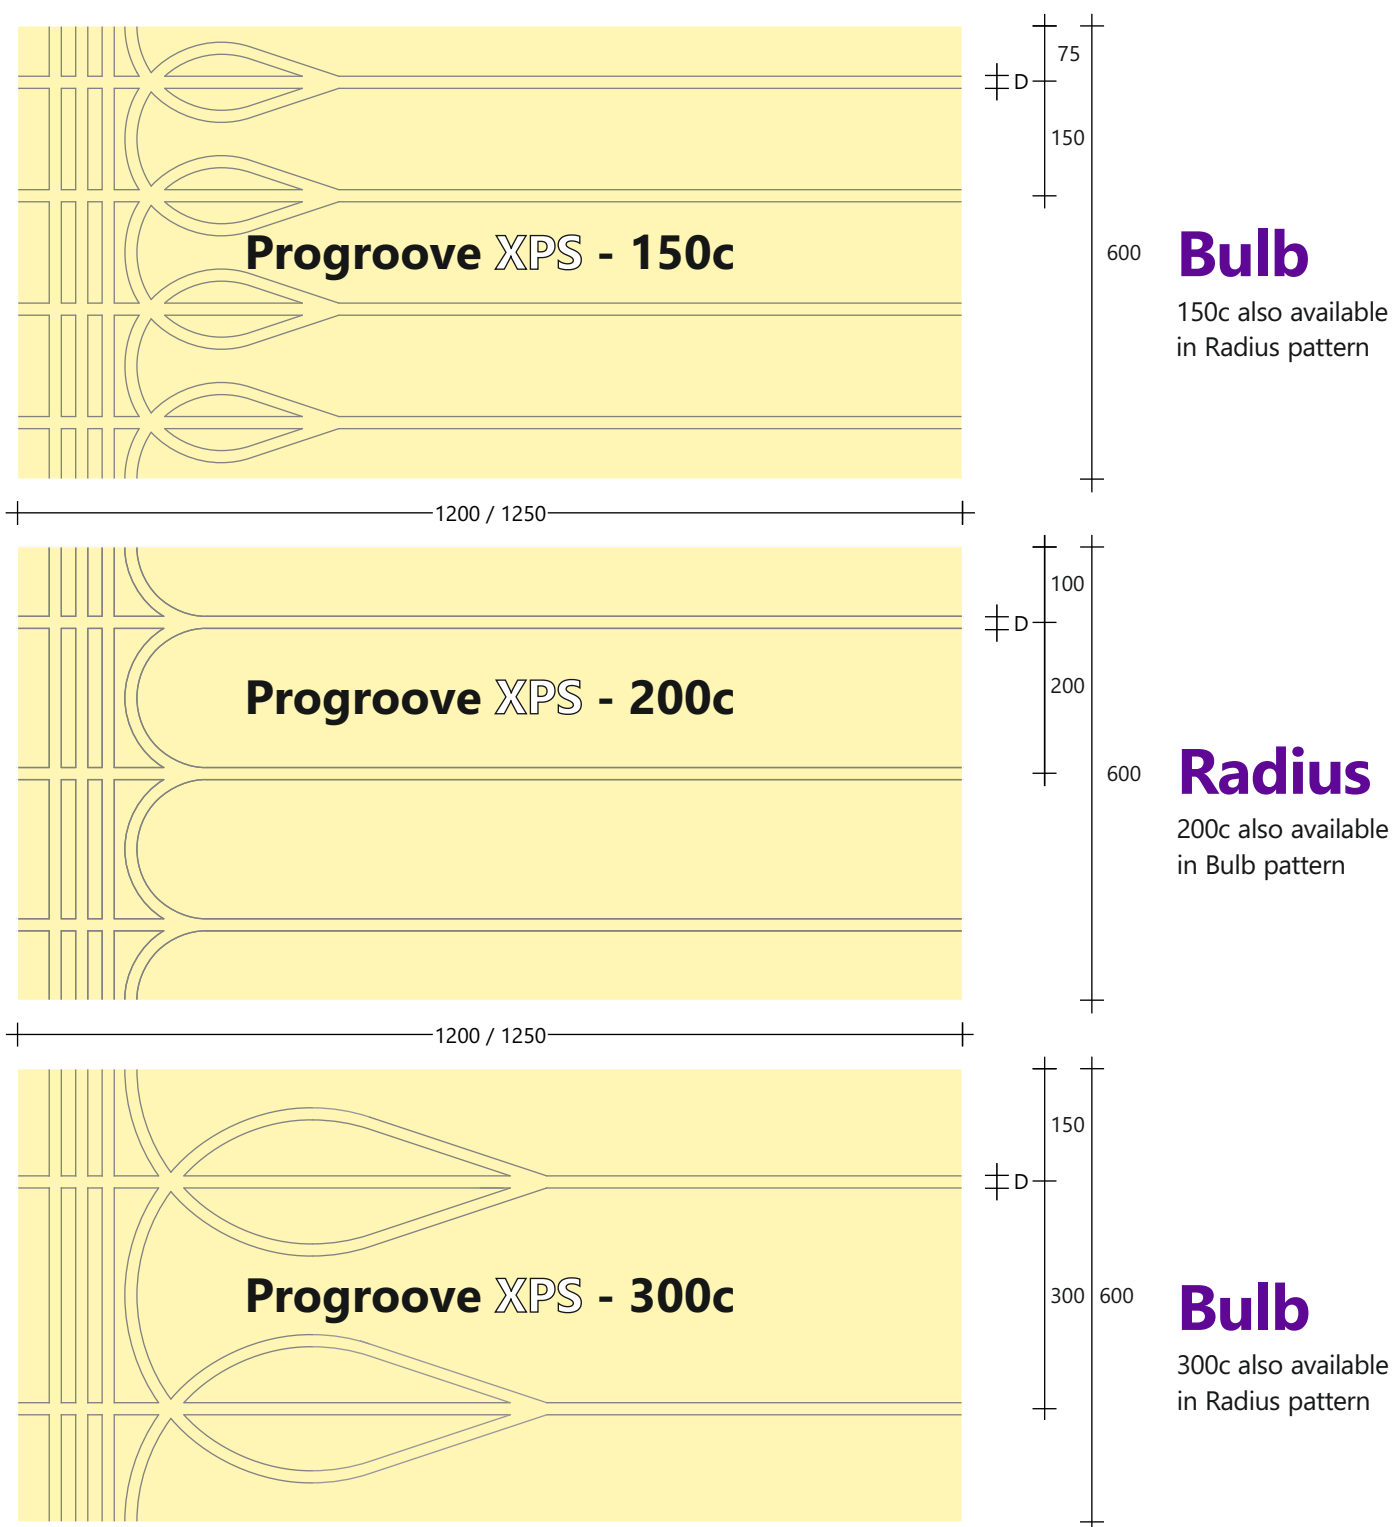 75
D
150
Progroove XPS - 150c
600
Bulb
150c also available
in Radius pattern
1200 / 1250
100
D
200
Progroove XPS - 200c
600
Radius
200c also available
in Bulb pattern
1200 / 1250
150
D
Progroove XPS - 300c
300
600
Bulb
300c also available
in Radius pattern